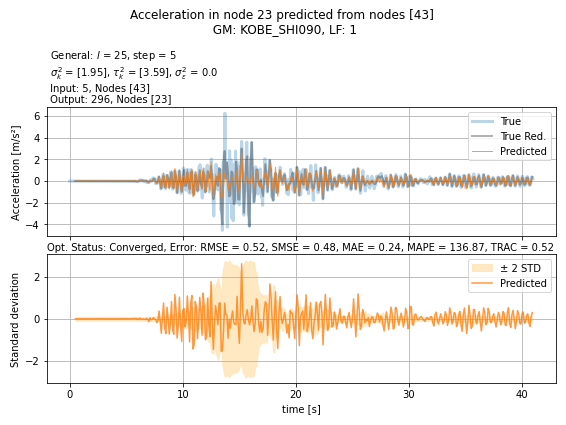 Acceleration in node 23 predicted from nodes [43]
GM: KOBE_SHI090, LF: 1
General: l = 25, step = 5
σ²ₖ = [1.95], τ²ₖ = [3.59], σ²ε = 0.0
Input: 5, Nodes [43]
Output: 296, Nodes [23]
Acceleration [m/s²]
6
4
2
0
−2
−4
True
True Red.
Predicted
Opt. Status: Converged, Error: RMSE = 0.52, SMSE = 0.48, MAE = 0.24, MAPE = 136.87, TRAC = 0.52
Standard deviation
2
0
−2
± 2 STD
Predicted
0 10 20 30 40
time [s]